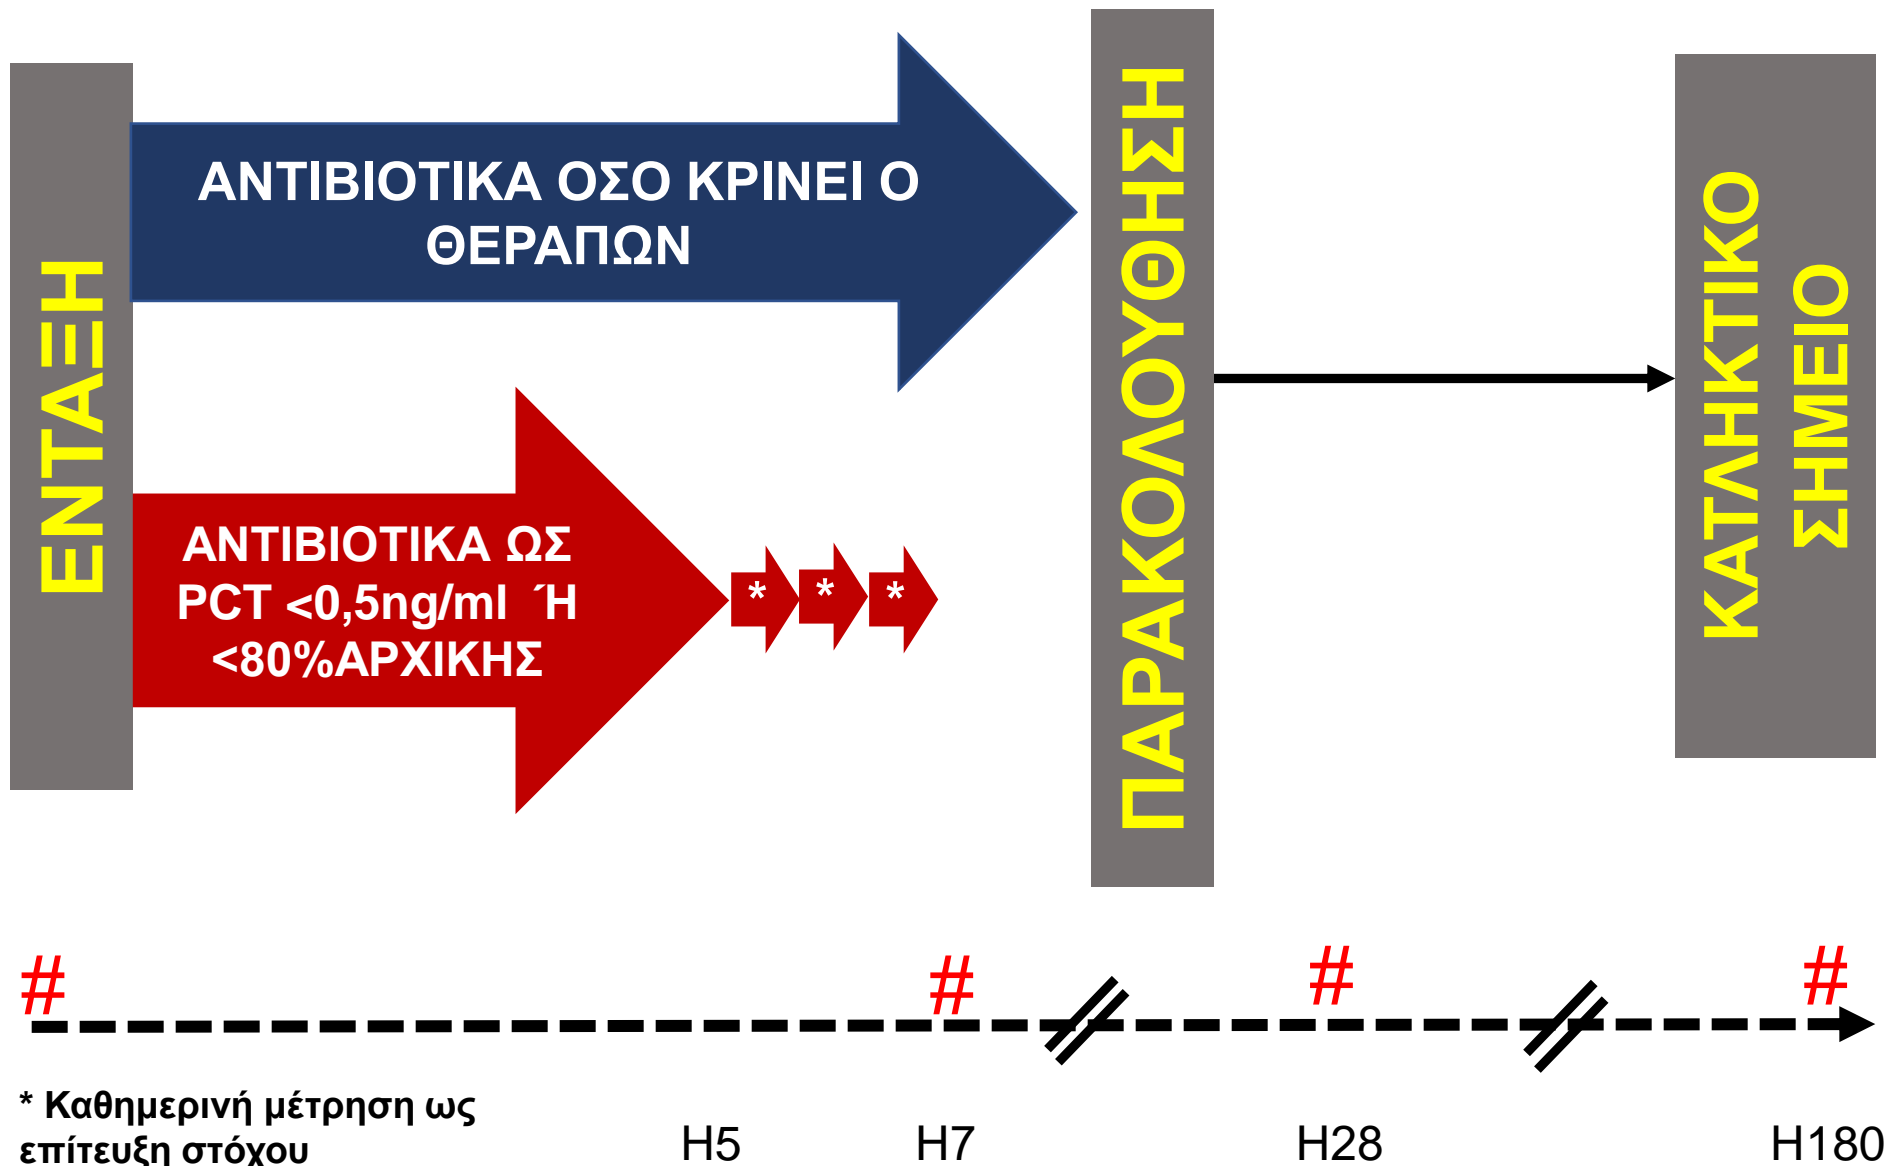 ΕΝΤΑΞΗ
ΑΝΤΙΒΙΟΤΙΚΑ ΟΣΟ ΚΡΙΝΕΙ Ο
ΘΕΡΑΠΩΝ
ΑΝΤΙΒΙΟΤΙΚΑ ΩΣ
PCT <0,5ng/ml ΄Η
<80%ΑΡΧΙΚΗΣ
* * *
ΠΑΡΑΚΟΛΟΥΘΗΣΗ
ΚΑΤΛΗΚΤΙΚΟ
ΣΗΜΕΙΟ
# # # #
* Καθημερινή μέτρηση ως
επίτευξη στόχου
Η5 Η7 Η28 Η180